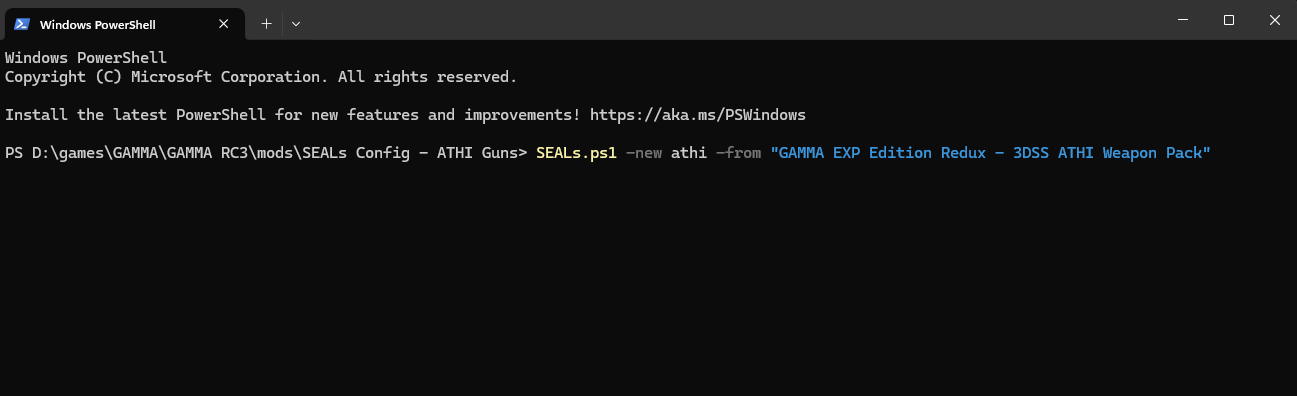 Windows PowerShell
Windows PowerShell
Copyright (C) Microsoft Corporation. All rights reserved.
Install the latest PowerShell for new features and improvements! https://aka.ms/PSWindows
PS D:\games\GAMMA\GAMMA RC3\mods\SEALs Config - ATHI Guns> SEALs.ps1 -new athi -from "GAMMA EXP Edition Redux - 3DSS ATHI Weapon Pack"